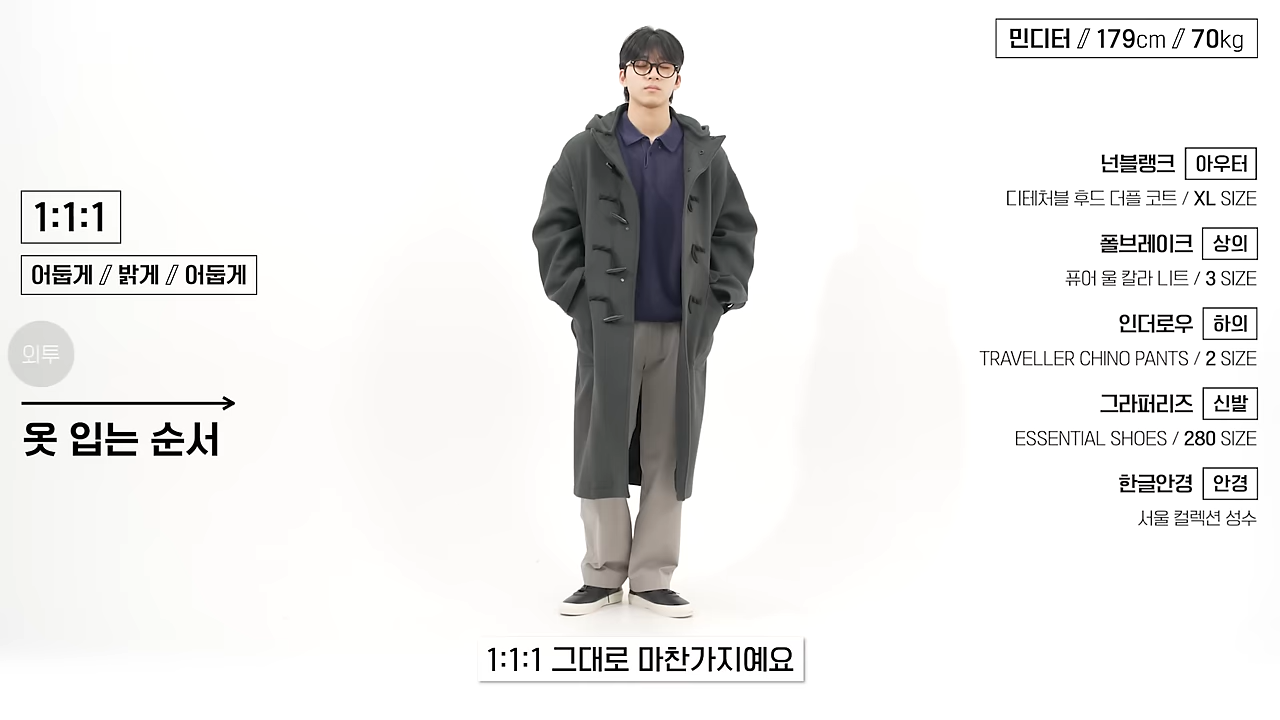 민디터 // 179cm // 70kg
1:1:1
어둡게 // 밝게 // 어둡게
외투
옷 입는 순서
넌블랭크 아우터
디테처블 후드 더플 코트 / XL SIZE
폴브레이크 상의
퓨어 울 칼라 니트 / 3 SIZE
인더로우 하의
TRAVELLER CHINO PANTS / 2 SIZE
그라퍼리즈 신발
ESSENTIAL SHOES / 280 SIZE
한글안경 안경
서울 컬렉션 성수
1:1:1 그대로 마찬가지예요